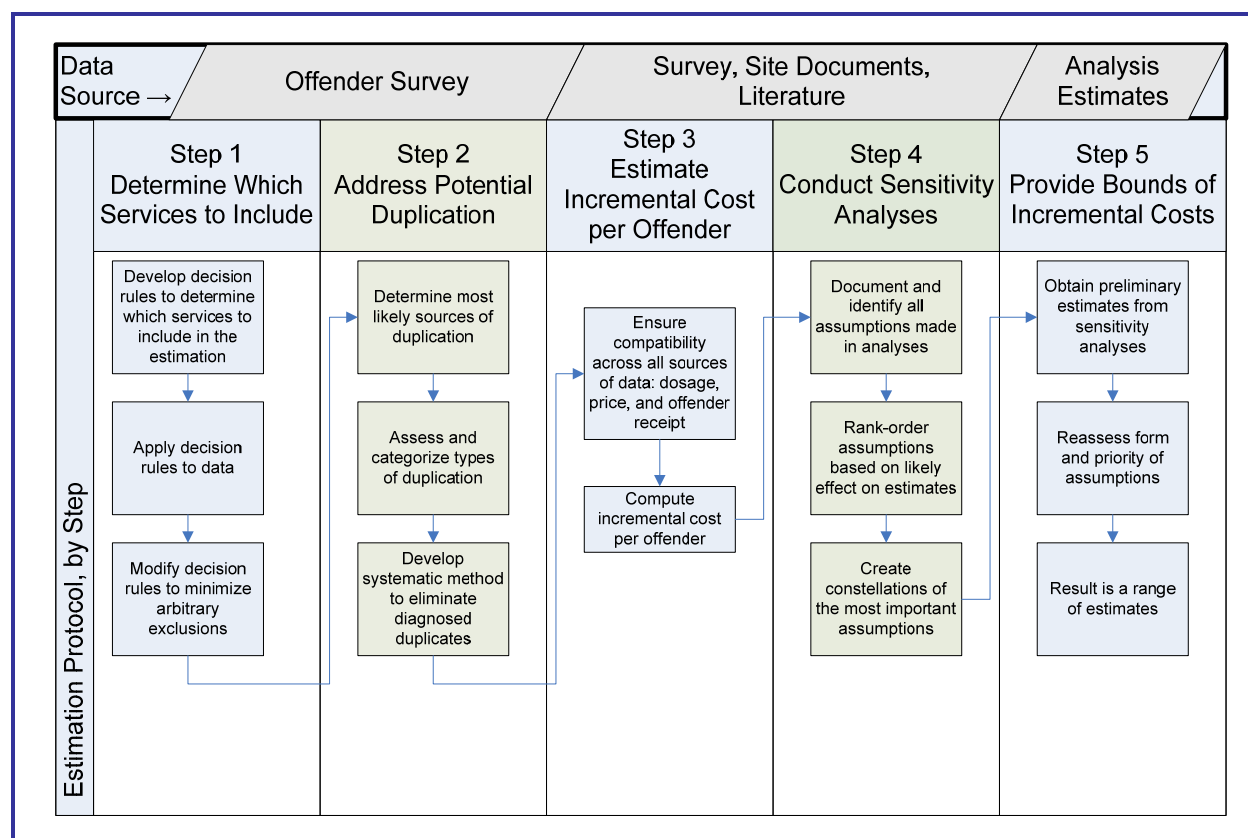 Data
Source →
Offender Survey
Survey, Site Documents,
Literature
Analysis
Estimates
Estimation Protocol, by Step
Step 1
Determine Which
Services to Include
Develop decision
rules to determine
which services to
include in the
estimation
Apply decision
rules to data
Modify decision
rules to minimize
arbitrary
exclusions
Step 2
Address Potential
Duplication
Determine most
likely sources of
duplication
Assess and
categorize types
of duplication
Develop
systematic method
to eliminate
diagnosed
duplicates
Step 3
Estimate
Incremental Cost
per Offender
Ensure
compatibility
across all sources
of data: dosage,
price, and offender
receipt
Compute
incremental cost
per offender
Step 4
Conduct Sensitivity
Analyses
Document and
identify all
assumptions made
in analyses
Rank-order
assumptions
based on likely
effect on estimates
Create
constellations of
the most important
assumptions
Step 5
Provide Bounds of
Incremental Costs
Obtain preliminary
estimates from
sensitivity
analyses
Reassess form
and priority of
assumptions
Result is a range
of estimates